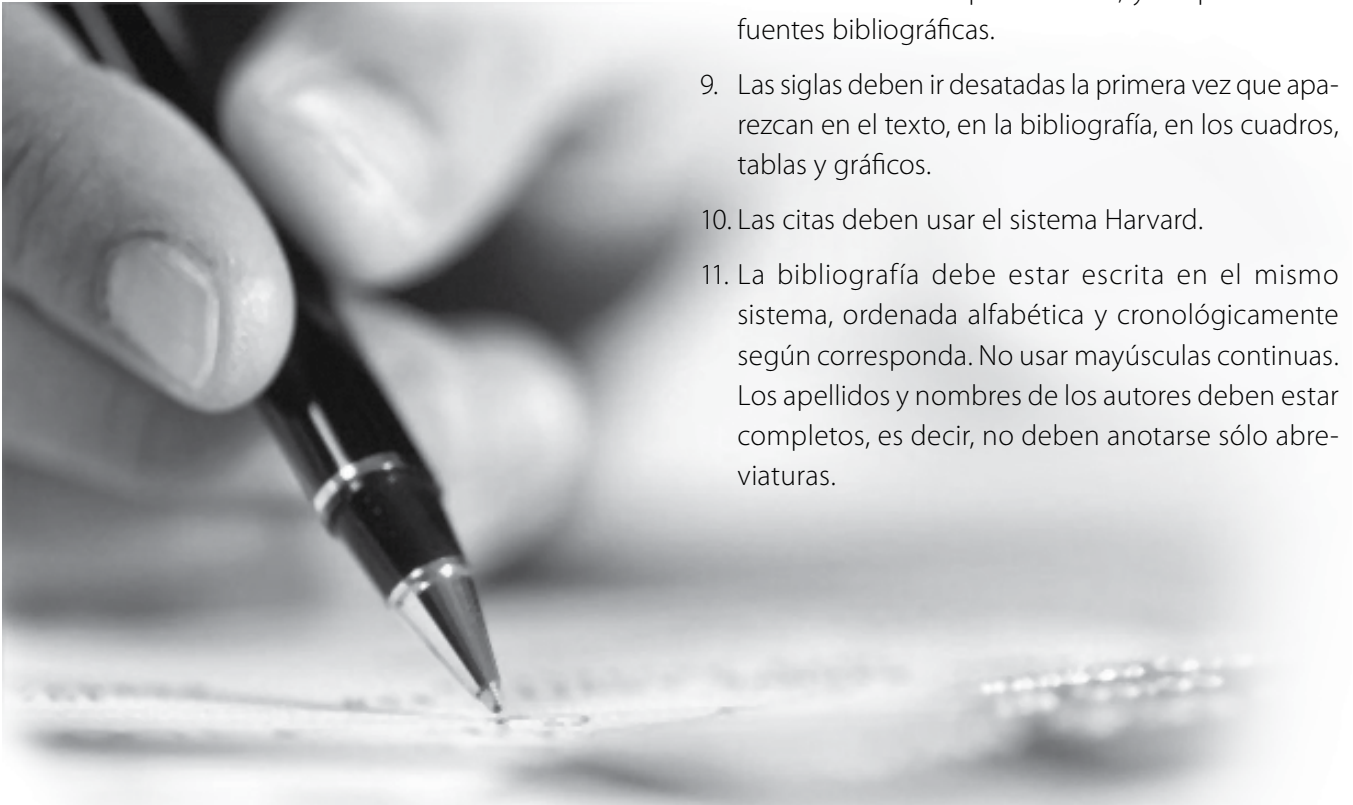 fuentes bibliográficas.
9. Las siglas deben ir desatadas la primera vez que apa-
rezcan en el texto, en la bibliografía, en los cuadros,
tablas y gráficos.
10. Las citas deben usar el sistema Harvard.
11. La bibliografía debe estar escrita en el mismo
sistema, ordenada alfabética y cronológicamente
según corresponda. No usar mayúsculas continuas.
Los apellidos y nombres de los autores deben estar
completos, es decir, no deben anotarse sólo abre-
viaturas.